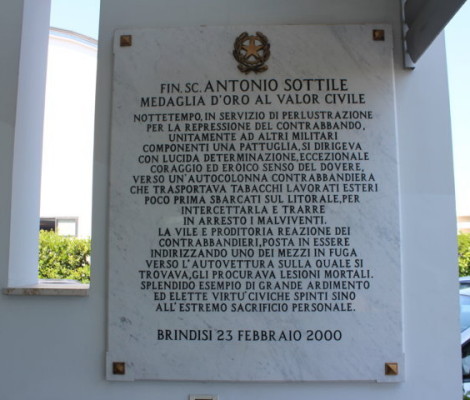 FIN. SC. ANTONIO SOTTILE
MEDAGLIA D'ORO AL VALOR CIVILE
NOTTETEMPO, IN SERVIZIO DI PERLUSTRAZIONE
PER LA REPRESSIONE DEL CONTRABBANDO,
UNITAMENTE AD ALTRI MILITARI
COMPONENTI UNA PATTUGLIA, SI DIRIGEVA
CON LUCIDA DETERMINAZIONE, ECCEZIONALE
CORAGGIO ED EROICO SENSO DEL DOVERE,
VERSO UN'AUTOCOLONNA CONTRABBANDIERA
CHE TRASPORTAVA TABACCHI LAVORATI ESTERI
POCO PRIMA SBARCATI SUL LITORALE, PER
INTERCETTARLA E TRARRE
IN ARRESTO I MALVIVENTI.
LA VILE E PRODITORIA REAZIONE DEI
CONTRABBANDIERI, POSTA IN ESSERE
INDIRIZZANDO UNO DEI MEZZI IN FUGA
VERSO L'AUTOVETTURA SULLA QUALE SI
TROVAVA, GLI PROCURAVA LESIONI MORTALI.
SPLENDIDO ESEMPIO DI GRANDE ARDIMENTO
ED ELETTE VIRTU' CIVICHE SPINTI SINO
ALL'ESTREMO SACRIFICIO PERSONALE.
BRINDISI 23 FEBBRAIO 2000